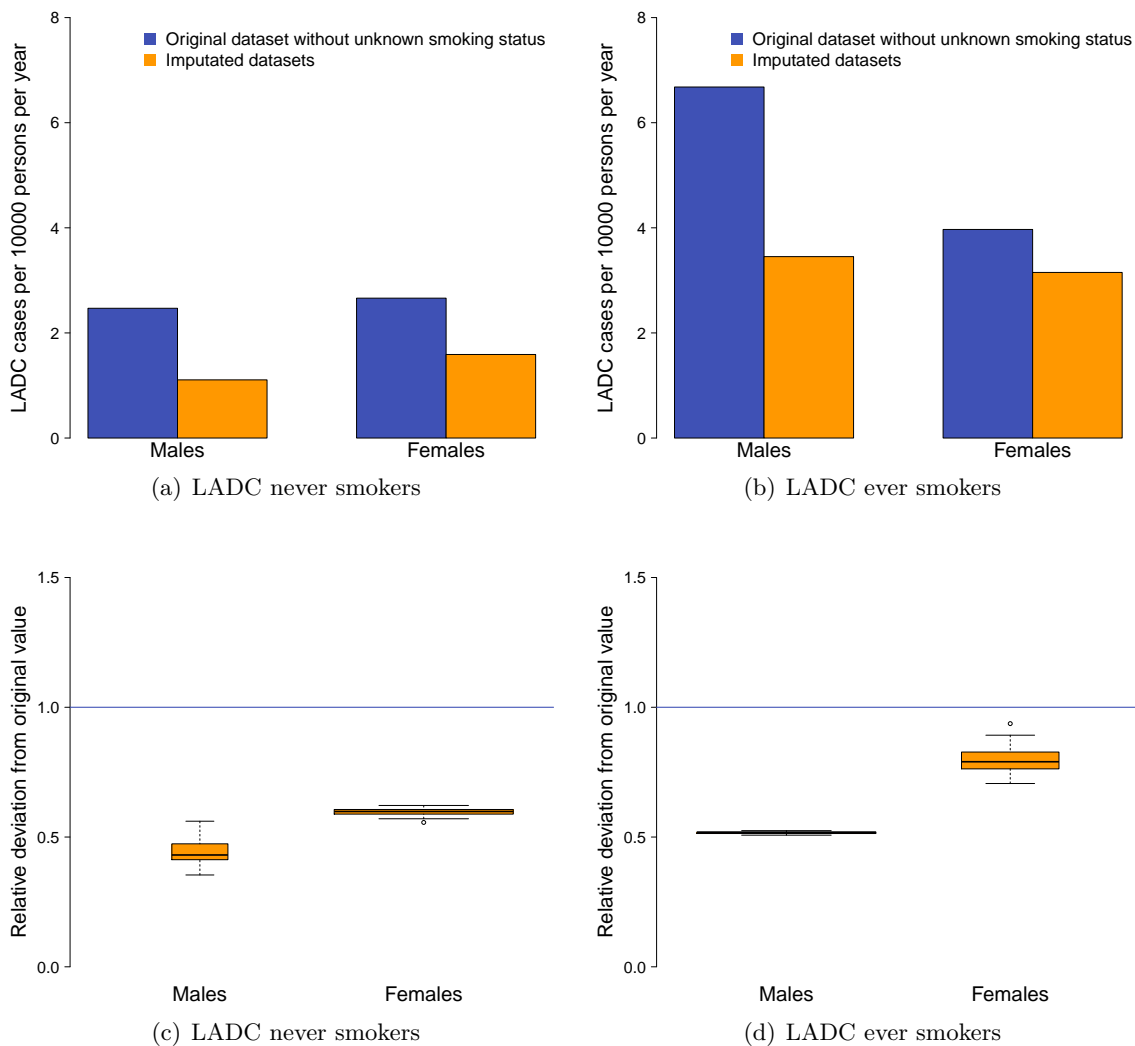 LADC cases per 10000 persons per year
8
6
4
2
0
Original dataset without unknown smoking status
Imputated datasets
Males
Females
(a) LADC never smokers
LADC cases per 10000 persons per year
8
6
4
2
0
Original dataset without unknown smoking status
Imputated datasets
Males
Females
(b) LADC ever smokers
Relative deviation from original value
1.5
1.0
0.5
0.0
Males
Females
(c) LADC never smokers
Relative deviation from original value
1.5
1.0
0.5
0.0
Males
Females
(d) LADC ever smokers